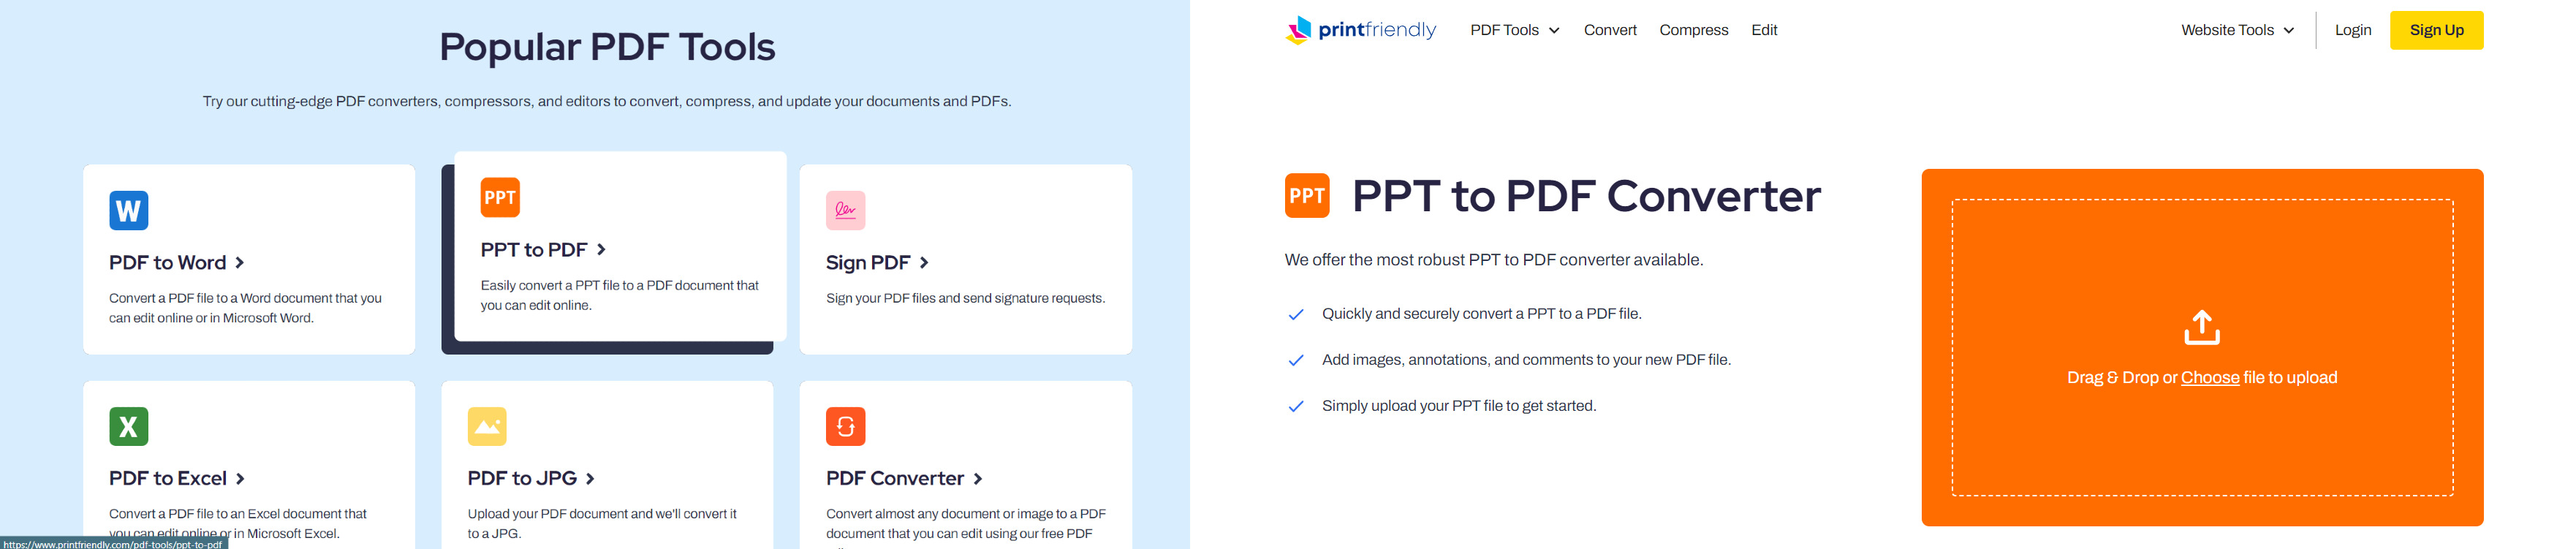 Popular PDF Tools
Try our cutting-edge PDF converters, compressors, and editors to convert, compress, and update your documents and PDFs.
W
PDF to Word
Convert a PDF file to a Word document that you
can edit online or in Microsoft Word.
PPT
PPT to PDF
Easily convert a PPT file to a PDF document that
you can edit online.
Sign PDF
Sign your PDF files and send signature requests.
X
PDF to Excel
Convert a PDF file to an Excel document that
you can edit online or in Microsoft Excel.
PDF to JPG
Upload your PDF document and we'll convert it
to a JPG.
PDF Converter
Convert almost any document or image to a PDF
document that you can edit using our free PDF
https://www.printfriendly.com/pdf-tools/ppt-to-pdf
printfriendly
PDF Tools
Convert
Compress
Edit
Website Tools
Login
Sign Up
PPT
PPT to PDF Converter
We offer the most robust PPT to PDF converter available.
Quickly and securely convert a PPT to a PDF file.
Add images, annotations, and comments to your new PDF file.
Simply upload your PPT file to get started.
Drag & Drop or Choose file to upload